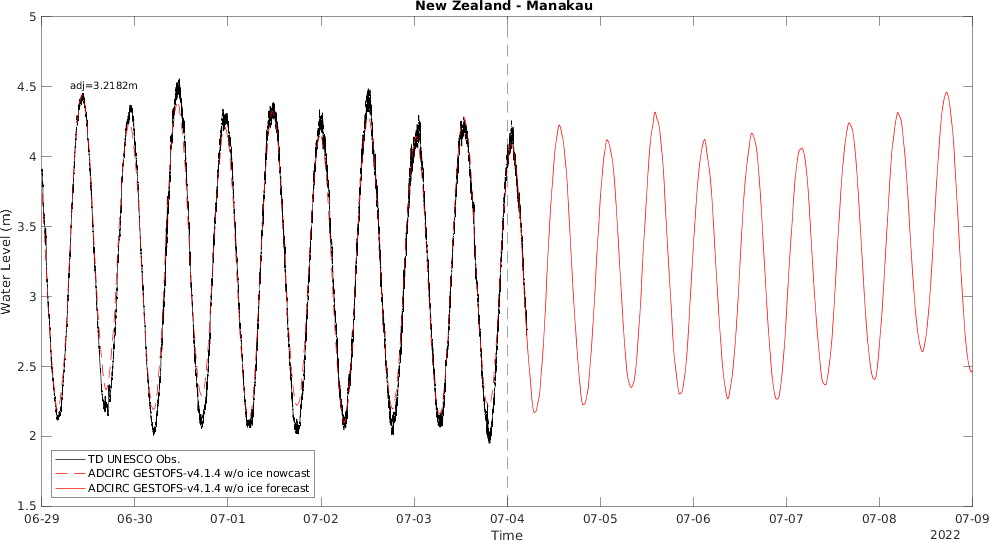 New Zealand - Manakau
5
4.5
4
3.5
3
2.5
2
1.5
Water Level (m)
adj=3.2182m
TD UNESCO Obs.
ADCIRC GESTOFS-v4.1.4 w/o ice nowcast
ADCIRC GESTOFS-v4.1.4 w/o ice forecast
06-29 06-30 07-01 07-02 07-03 07-04 07-05 07-06 07-07 07-08 07-09
Time
2022